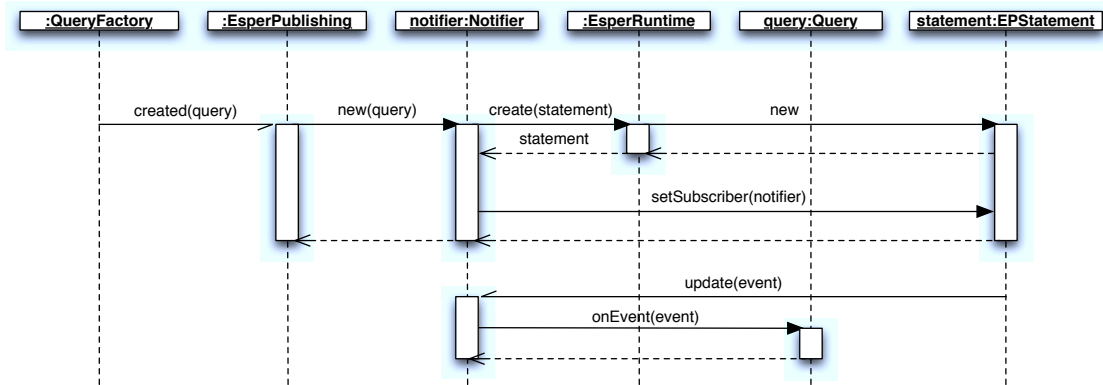 :QueryFactory
:EsperPublishing
notifier:Notifier
:EsperRuntime
query:Query
statement:EPStatement
created(query)
new(query)
create(statement)
new
statement
setSubscriber(notifier)
update(event)
onEvent(event)